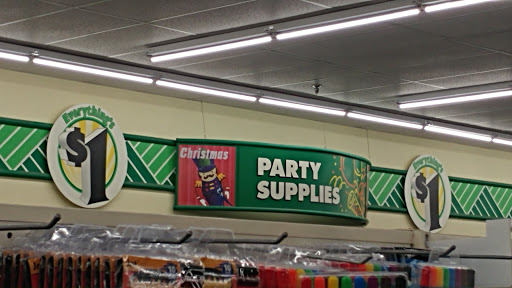 Everything's
$1
Christmas
PARTY
SUPPLIES
Everything's
$1